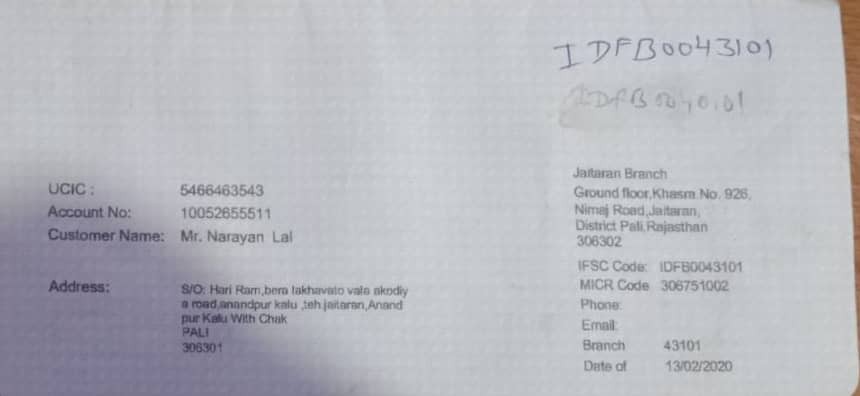 IDFB0043101
IDFB0040101
UCIC : 5466463543
Account No: 10052655511
Customer Name: Mr. Narayan Lal
Address: S/O: Hari Ram,bera lakhavato vala akodiy
a road,anandpur kalu ,teh.jaitaran,Anand
pur Kalu With Chak
PALI
306301
Jaitaran Branch
Ground floor,Khasra No. 926,
Nimaj Road,Jaitaran,
District Pali,Rajasthan
306302
IFSC Code: IDFB0043101
MICR Code 306751002
Phone:
Email:
Branch 43101
Date of 13/02/2020